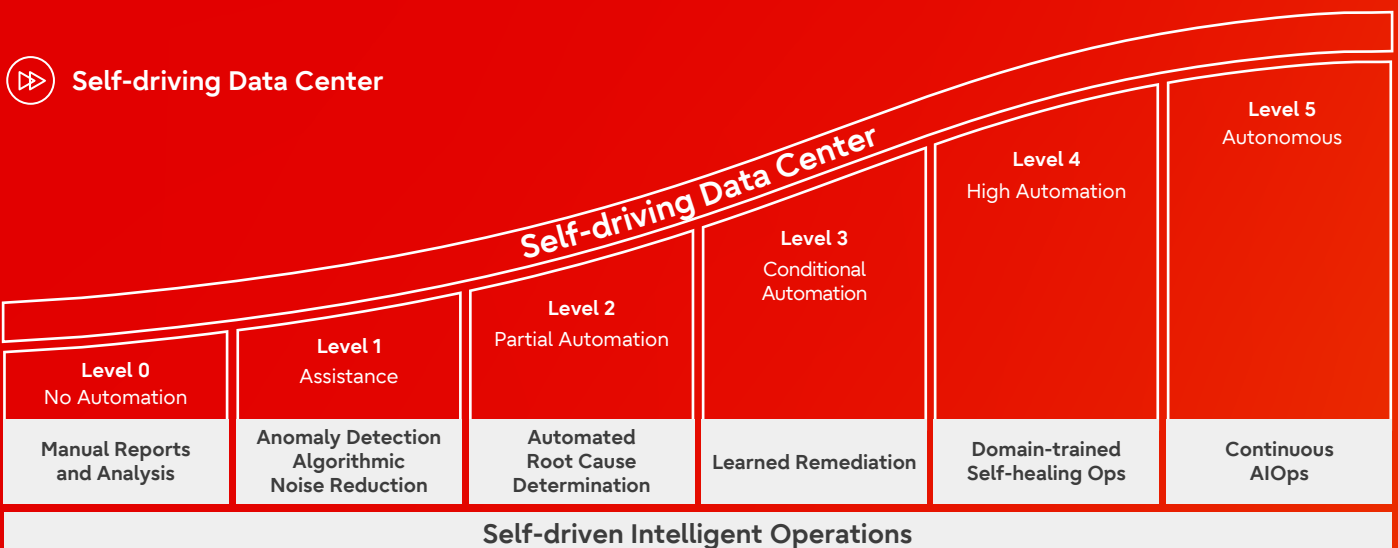 Self-driving Data Center
Self-driving Data Center
Level 0
No Automation
Level 1
Assistance
Level 2
Partial Automation
Level 3
Conditional
Automation
Level 4
High Automation
Level 5
Autonomous
Manual Reports
and Analysis
Anomaly Detection
Algorithmic
Noise Reduction
Automated
Root Cause
Determination
Learned Remediation
Domain-trained
Self-healing Ops
Continuous
AIOps
Self-driven Intelligent Operations